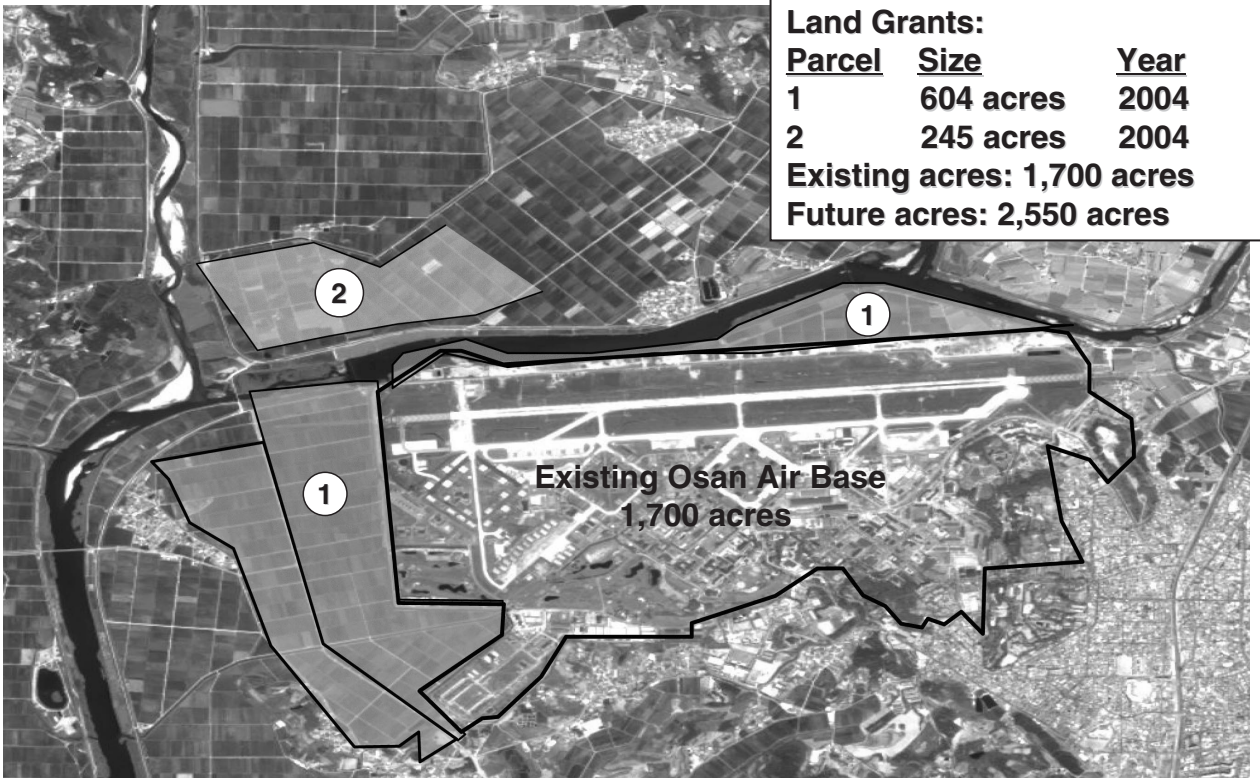 Land Grants:
Parcel Size Year
1 604 acres 2004
2 245 acres 2004
Existing acres: 1,700 acres
Future acres: 2,550 acres
2
1
1
Existing Osan Air Base
1,700 acres